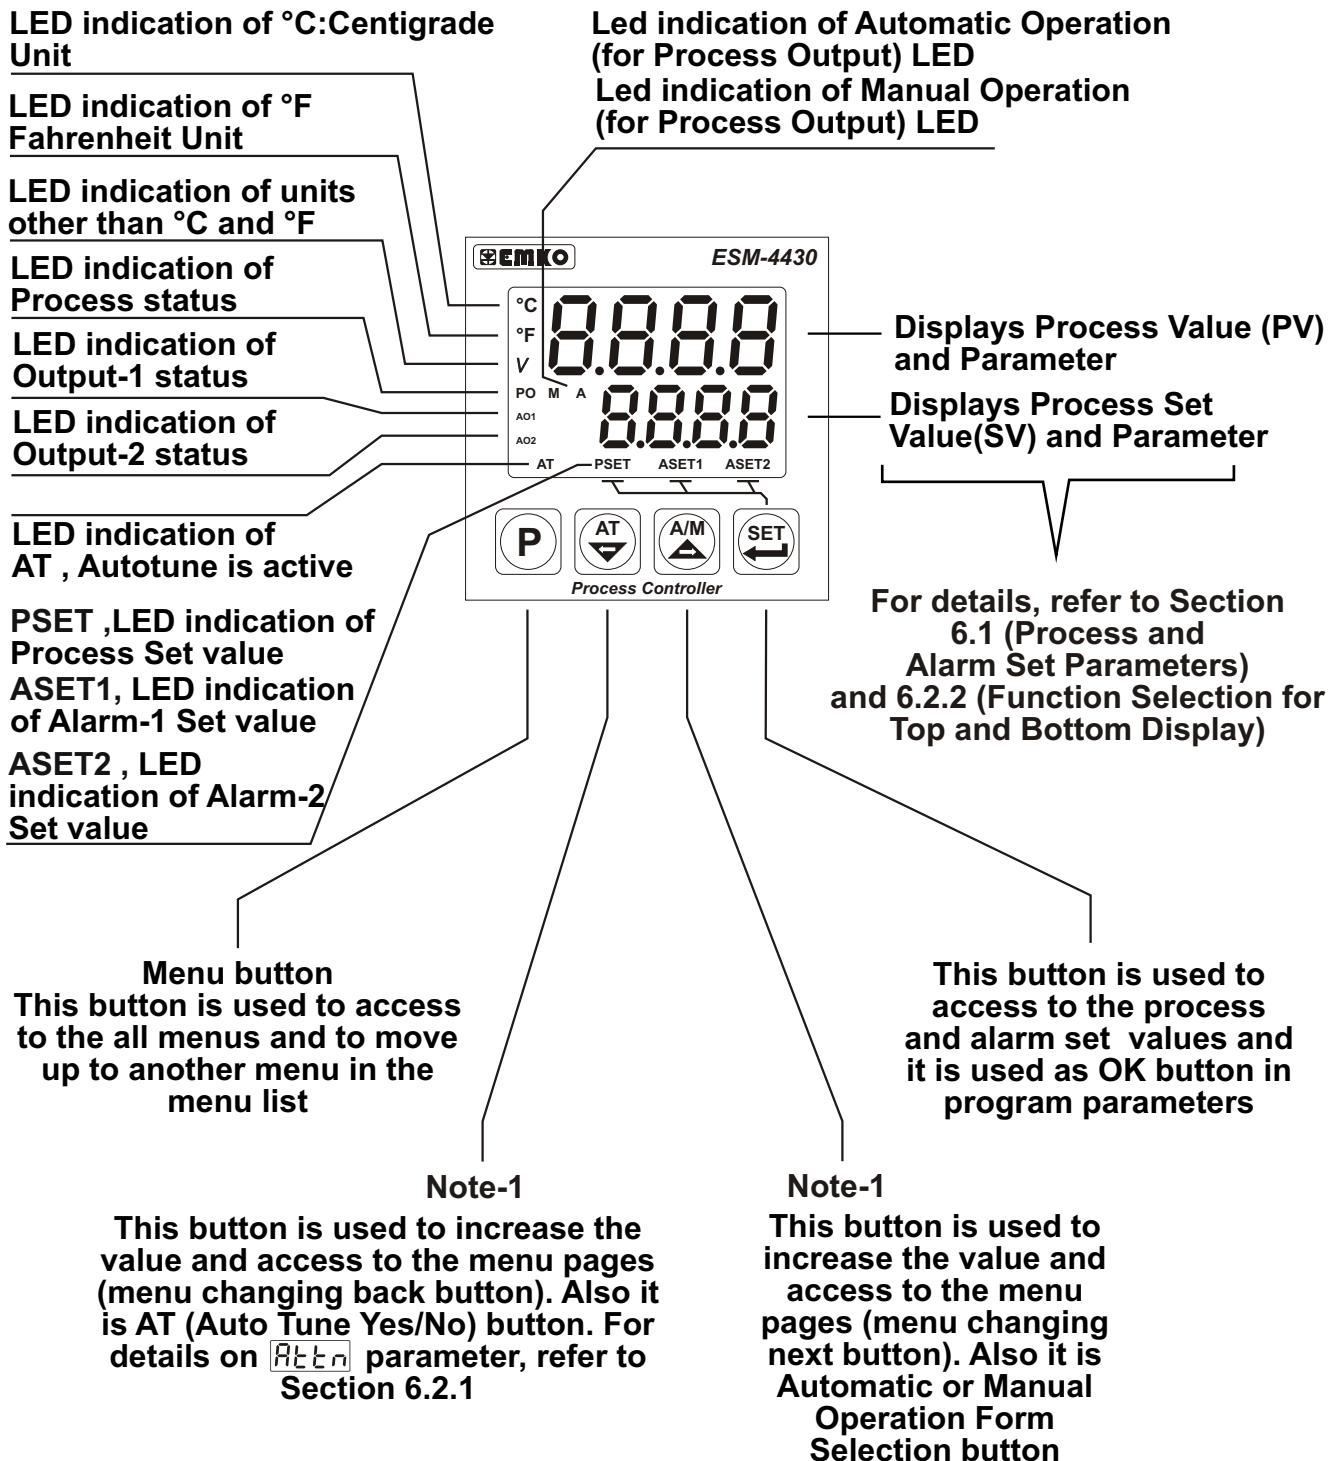 LED indication of °C:Centigrade
Unit
LED indication of °F
Fahrenheit Unit
LED indication of units
other than °C and °F
LED indication of
Process status
LED indication of
Output-1 status
LED indication of
Output-2 status
LED indication of
AT , Autotune is active
PSET ,LED indication of
Process Set value
ASET1, LED indication
of Alarm-1 Set value
ASET2 , LED
indication of Alarm-2
Set value
Led indication of Automatic Operation
(for Process Output) LED
Led indication of Manual Operation
(for Process Output) LED
EMKO ESM-4430
°C 8.8.8.8
°F
V
PO M A 8.8.8.8
AO1
AO2
AT PSET ASET1 ASET2
P AT A/M SET
Process Controller
Displays Process Value (PV)
and Parameter
Displays Process Set
Value(SV) and Parameter
For details, refer to Section
6.1 (Process and
Alarm Set Parameters)
and 6.2.2 (Function Selection for
Top and Bottom Display)
Menu button
This button is used to access
to the all menus and to move
up to another menu in the
menu list
This button is used to
access to the process
and alarm set values and
it is used as OK button in
program parameters
Note-1
This button is used to increase the
value and access to the menu pages
(menu changing back button). Also it
is AT (Auto Tune Yes/No) button. For
details on Attn parameter, refer to
Section 6.2.1
Note-1
This button is used to
increase the value and
access to the menu
pages (menu changing
next button). Also it is
Automatic or Manual
Operation Form
Selection button